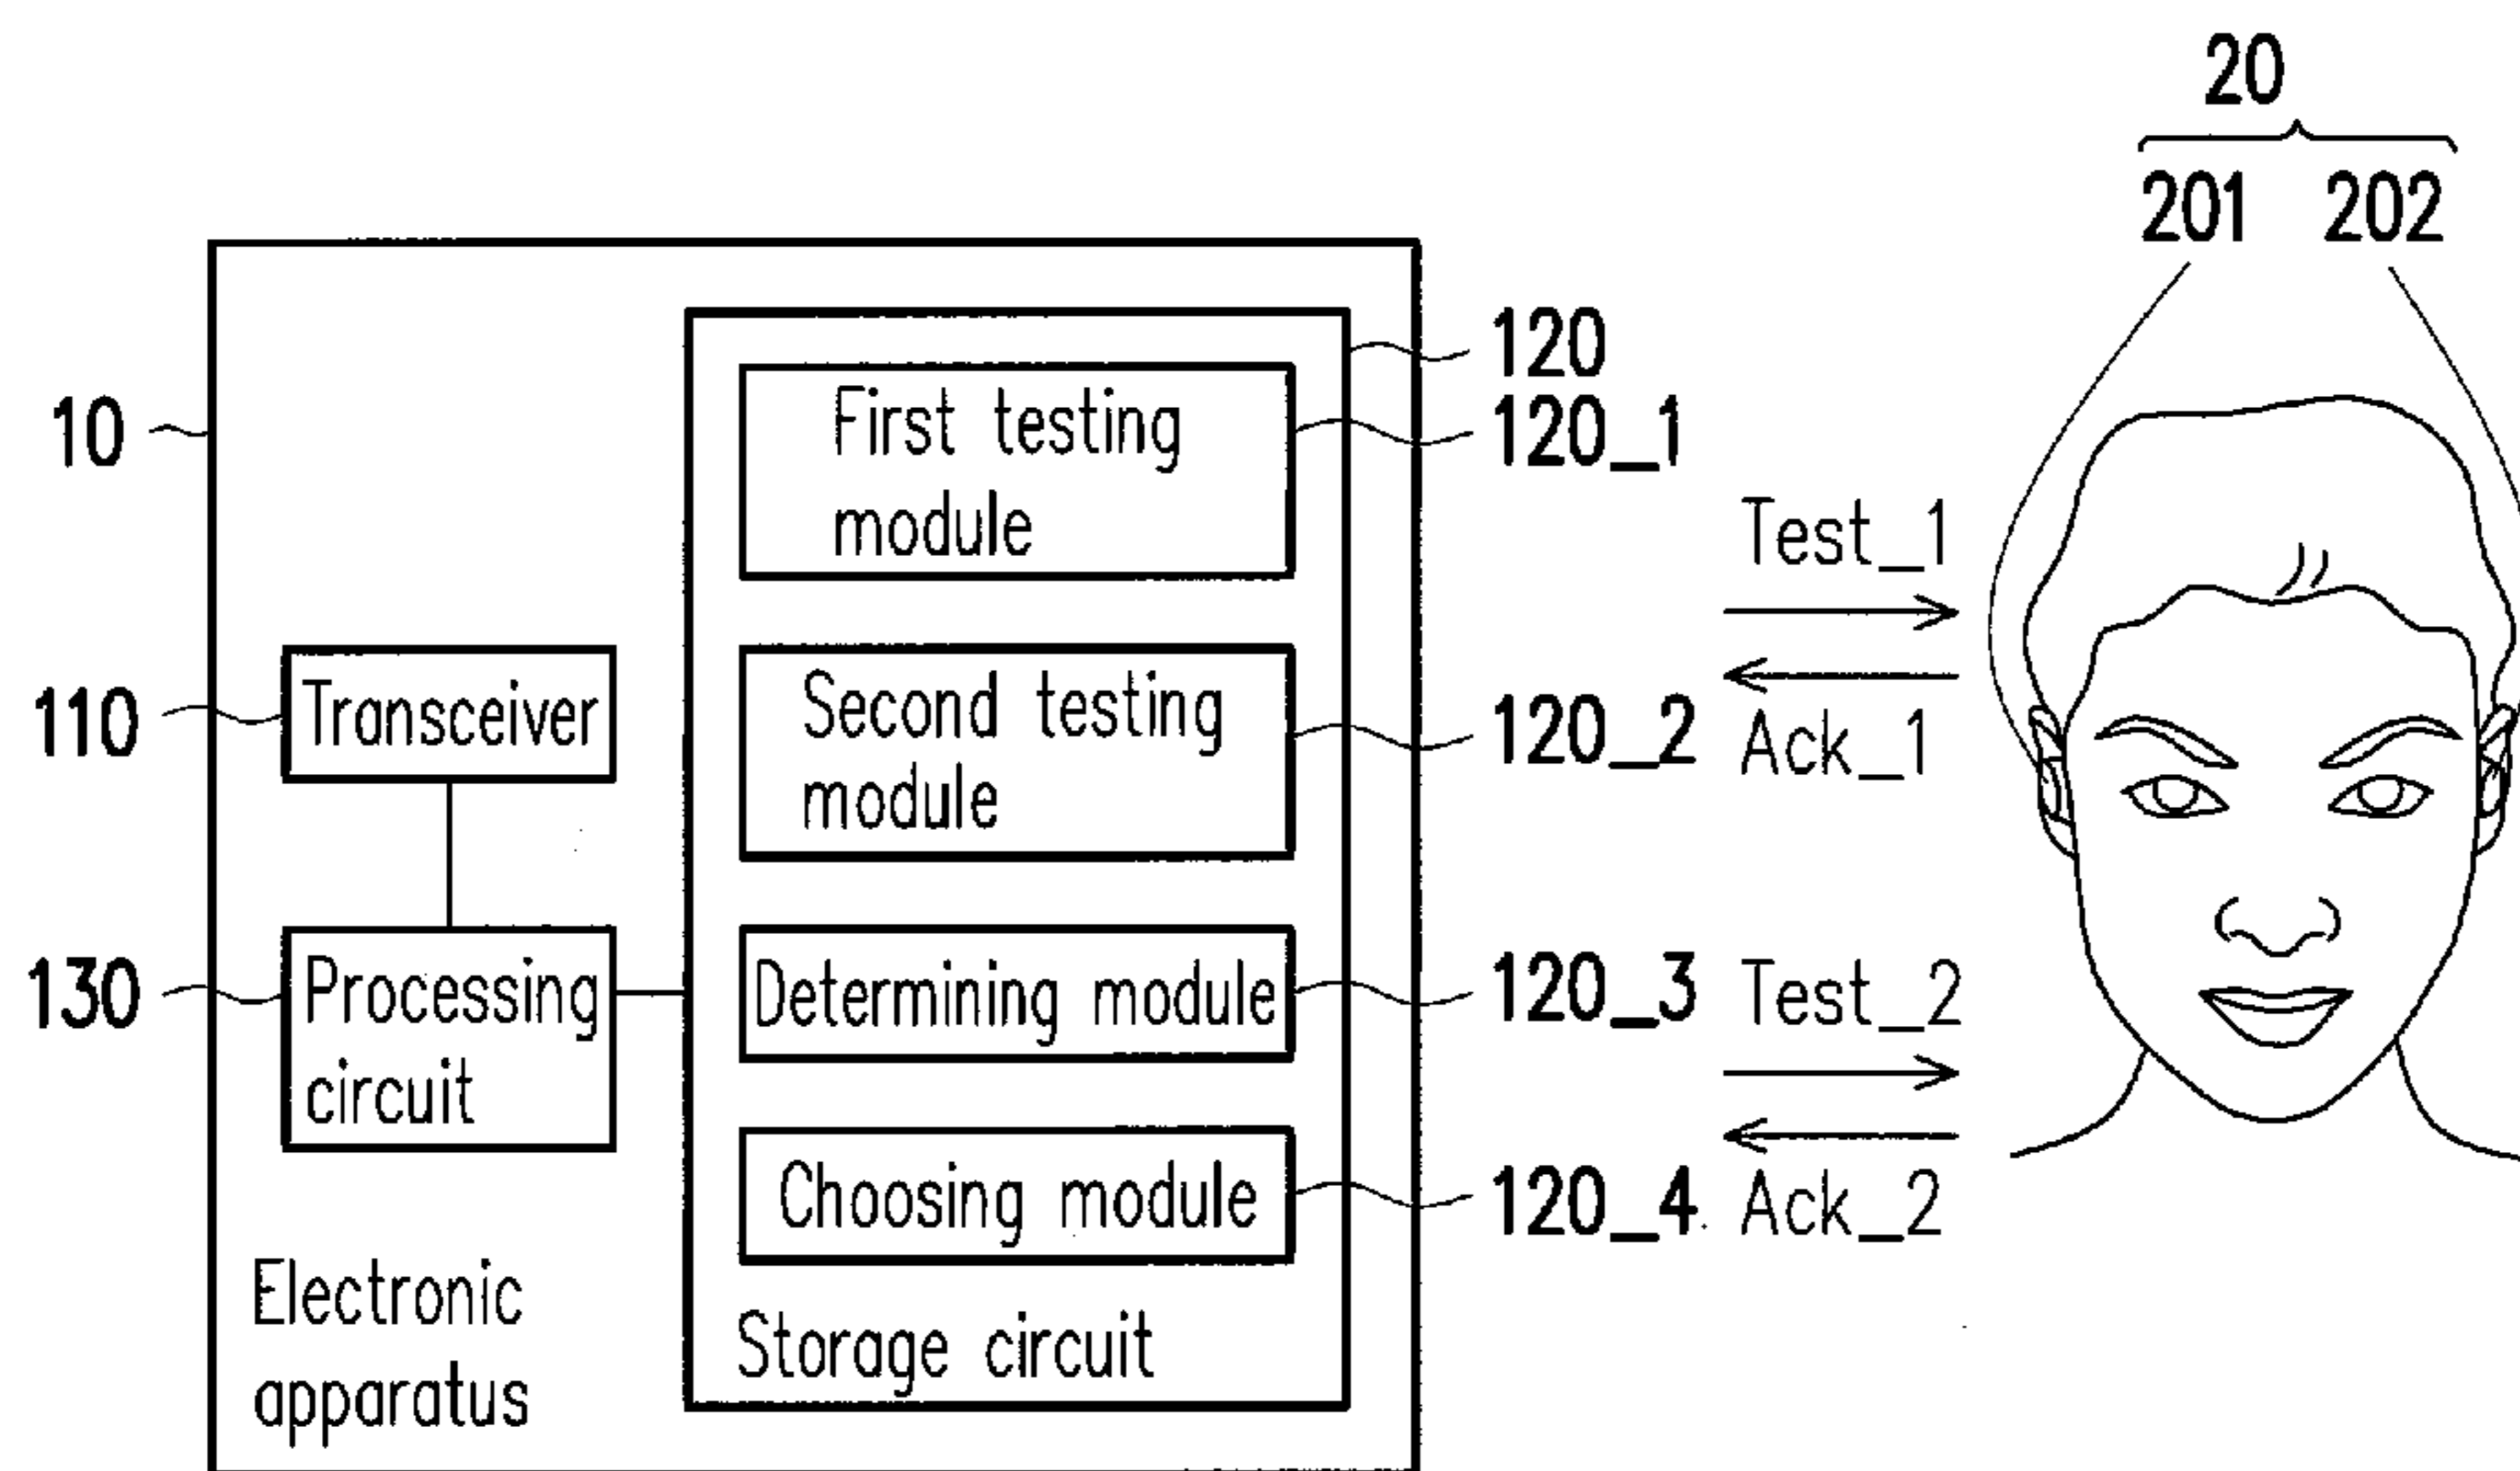 20
201 202
10
110
130
Transceiver
Processing
circuit
Electronic
apparatus
First testing
module
Second testing
module
Determining module
Choosing module
Storage circuit
120
120_1
120_2
120_3
120_4
Test_1
Ack_1
Test_2
Ack_2